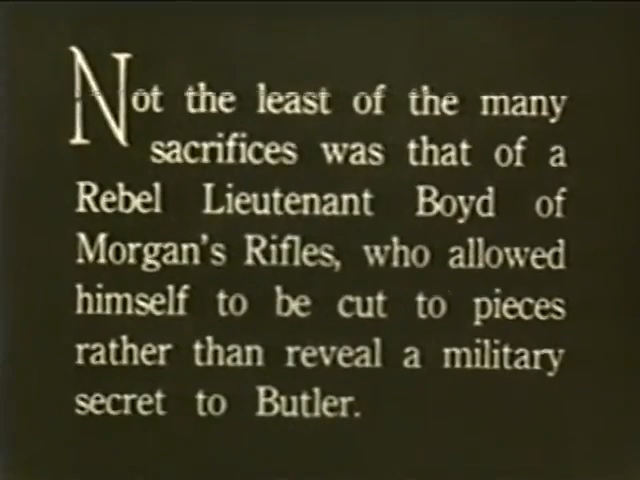 Not the least of the many
sacrifices was that of a
Rebel Lieutenant Boyd of
Morgan's Rifles, who allowed
himself to be cut to pieces
rather than reveal a military
secret to Butler.